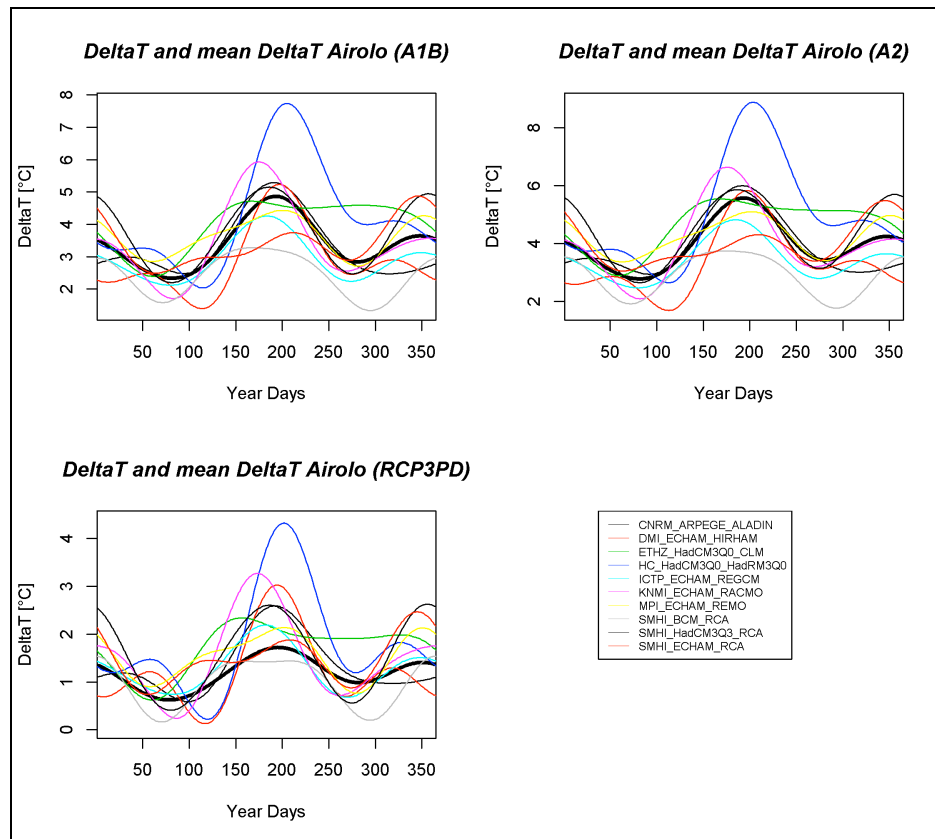 DeltaT and mean DeltaT Airolo (A1B)
DeltaT [°C]
8
7
6
5
4
3
2
50 100 150 200 250 300 350
Year Days
DeltaT and mean DeltaT Airolo (A2)
DeltaT [°C]
8
6
4
2
50 100 150 200 250 300 350
Year Days
DeltaT and mean DeltaT Airolo (RCP3PD)
DeltaT [°C]
4
3
2
1
0
50 100 150 200 250 300 350
Year Days
CNRM_ARPEGE_ALADIN
DMI_ECHAM_HIRHAM
ETHZ_HadCM3Q0_CLM
HC_HadCM3Q0_HadRM3Q0
ICTP_ECHAM_REGCM
KNMI_ECHAM_RACMO
MPI_ECHAM_REMO
SMHI_BCM_RCA
SMHI_HadCM3Q3_RCA
SMHI_ECHAM_RCA